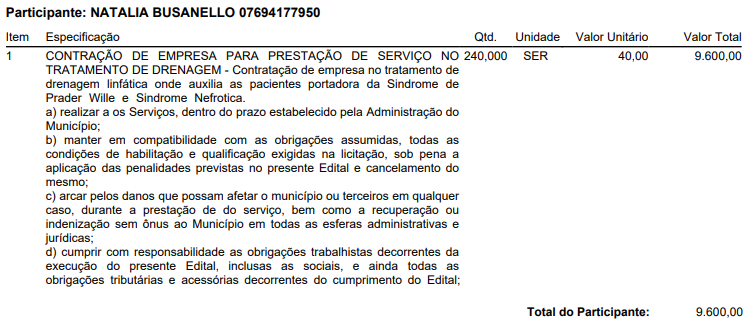 Participante: NATALIA BUSANELLO 07694177950
Item Especificação Qtd. Unidade Valor Unitário Valor Total
1 CONTRAÇÃO DE EMPRESA PARA PRESTAÇÃO DE SERVIÇO NO 240,000 SER 40,00 9.600,00
TRATAMENTO DE DRENAGEM - Contratação de empresa no tratamento de
drenagem linfática onde auxilia as pacientes portadora da Sindrome de
Prader Wille e Sindrome Nefrotica.
a) realizar a os Serviços, dentro do prazo estabelecido pela Administração do
Município;
b) manter em compatibilidade com as obrigações assumidas, todas as
condições de habilitação e qualificação exigidas na licitação, sob pena a
aplicação das penalidades previstas no presente Edital e cancelamento do
mesmo;
c) arcar pelos danos que possam afetar o município ou terceiros em qualquer
caso, durante a prestação de do serviço, bem como a recuperação ou
indenização sem ônus ao Município em todas as esferas administrativas e
jurídicas;
d) cumprir com responsabilidade as obrigações trabalhistas decorrentes da
execução do presente Edital, inclusas as sociais, e ainda todas as
obrigações tributárias e acessórias decorrentes do cumprimento do Edital;
Total do Participante: 9.600,00